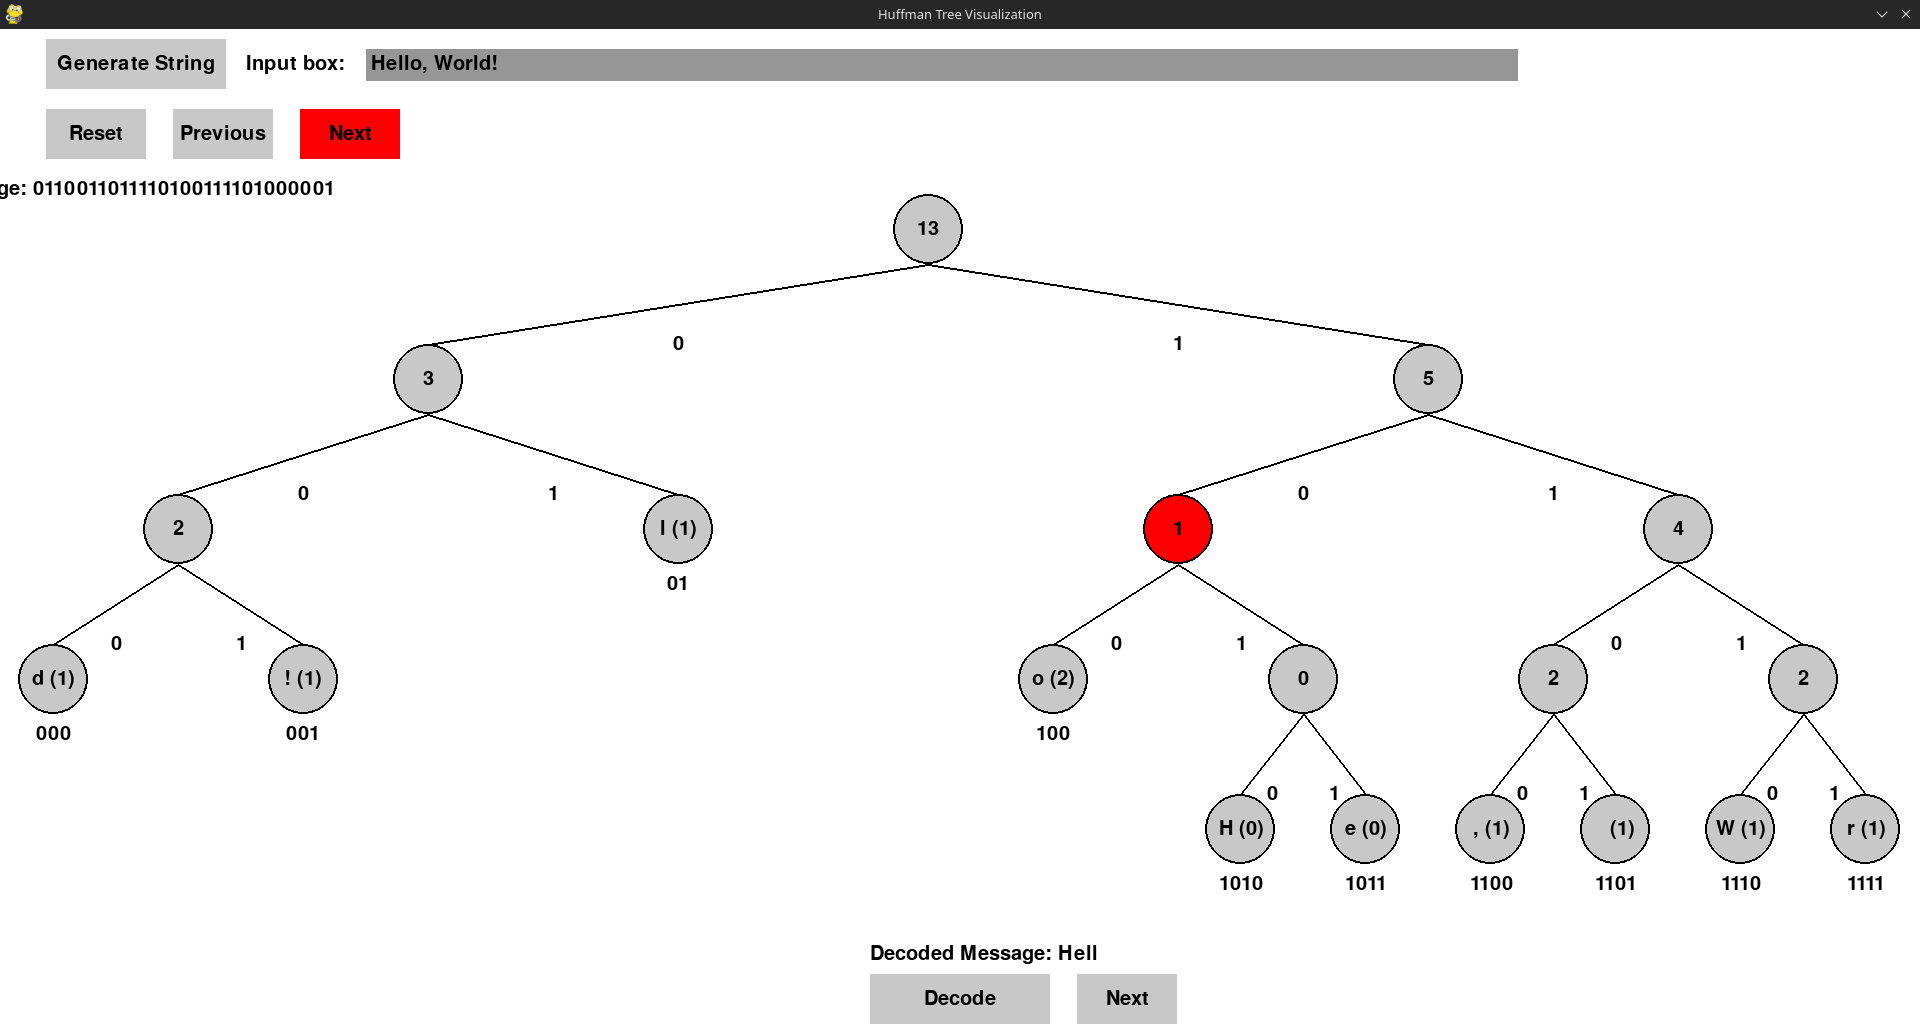 Huffman Tree Visualization
Generate String Input box: Hello, World!
Reset Previous Next
ge: 011001101111010011110100​0001
13
0 1
3 5
0 1 0 1
2 l (1) 1 4
01
0 1 0 1 0 1
d (1) ! (1) o (2) 0 2 2
000 001 100
0 1 0 1 0 1
H (0) e (0) , (1) (1) W (1) r (1)
1010 1011 1100 1101 1110 1111
Decoded Message: Hell
Decode Next